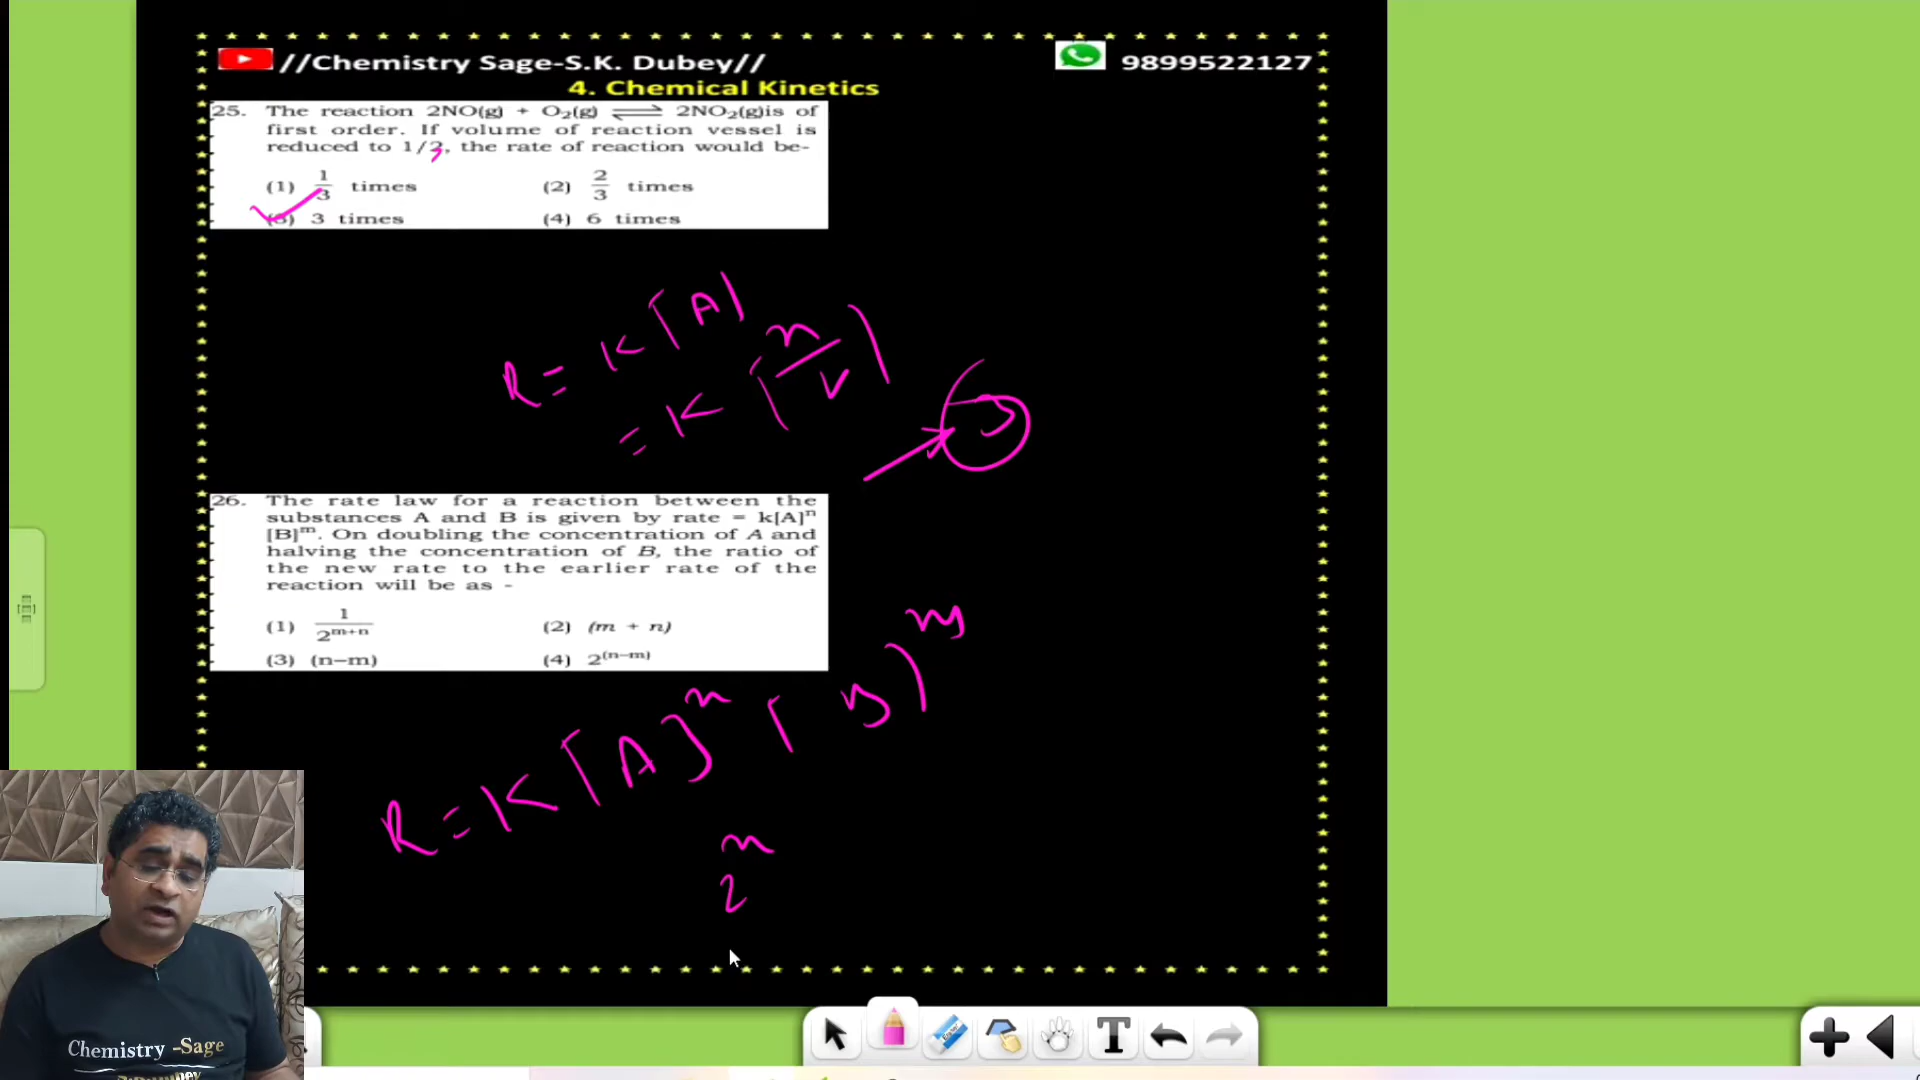 //Chemistry Sage-S.K. Dubey//
9899522127
4. Chemical Kinetics
25. The reaction 2NO(g) + O₂(g) ⇌ 2NO₂(g)is of
first order. If volume of reaction vessel is
reduced to 1/3, the rate of reaction would be-
(1) 1/3 times (2) 2/3 times
(3) 3 times (4) 6 times
R = K[A]
= K[n/V]
26. The rate law for a reaction between the
substances A and B is given by rate = k[A]ⁿ
[B]ᵐ. On doubling the concentration of A and
halving the concentration of B, the ratio of
the new rate to the earlier rate of the
reaction will be as -
(1) 1/2ᵐ⁺ⁿ (2) (m + n)
(3) (n−m) (4) 2⁽ⁿ⁻ᵐ⁾
R = K[A]ⁿ [B]ᵐ
2ⁿ
Chemistry -Sage
T